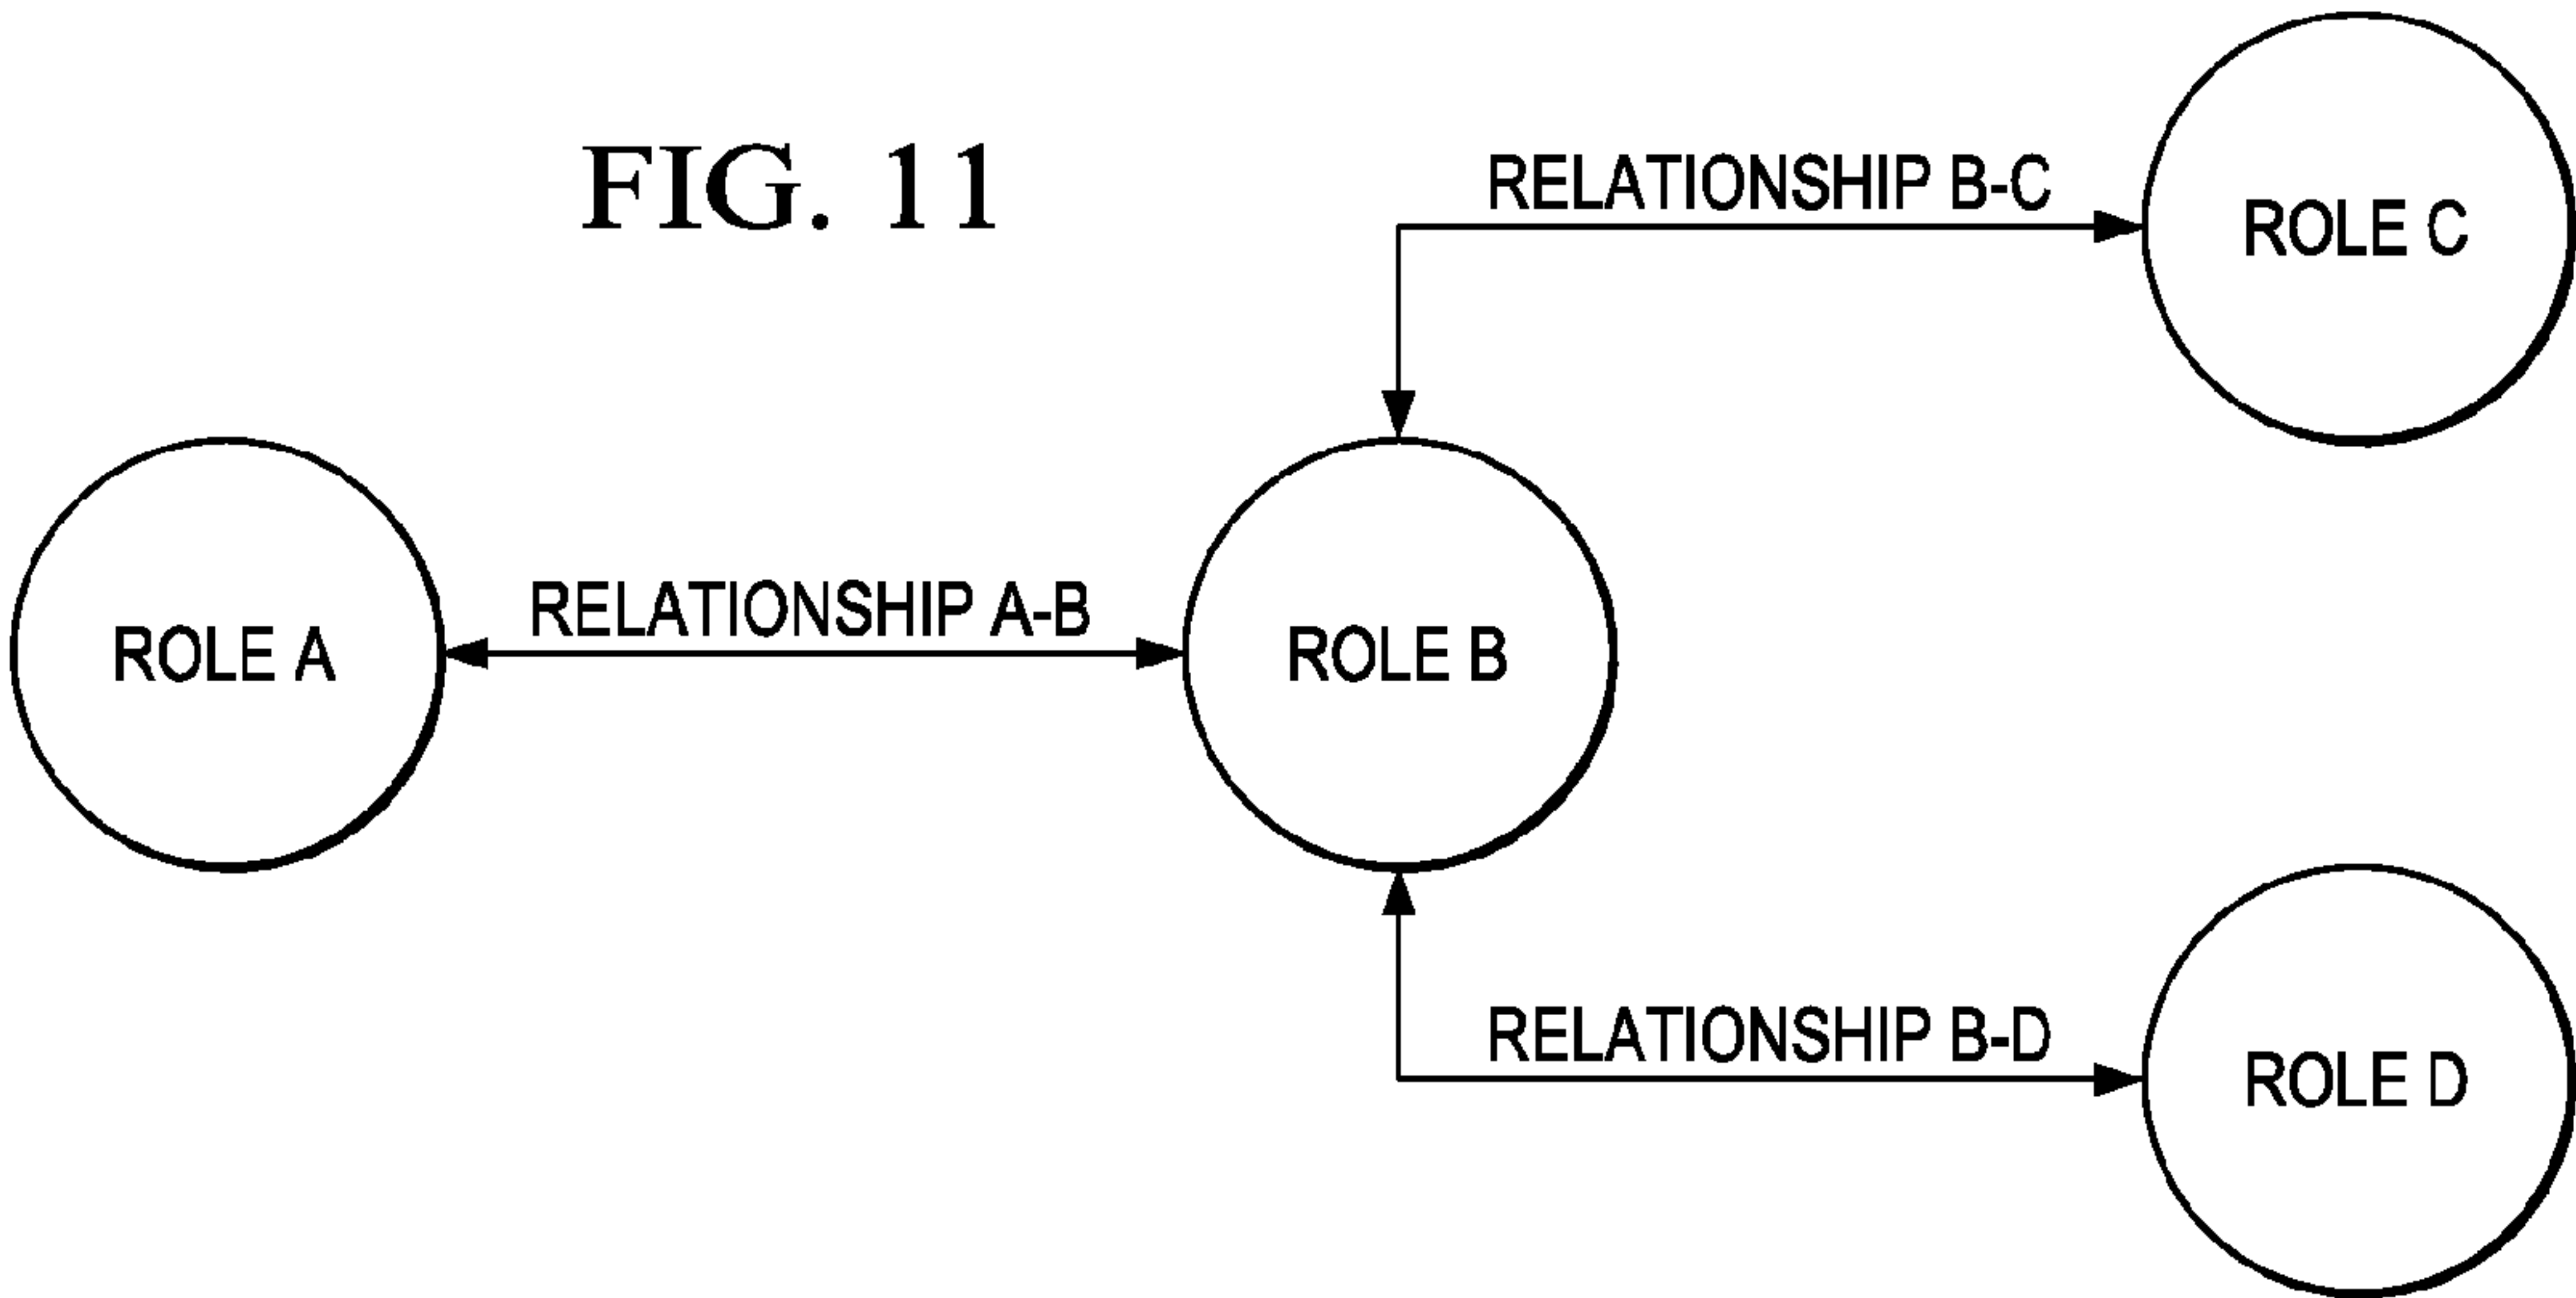 FIG. 11
RELATIONSHIP B-C
ROLE C
ROLE A
RELATIONSHIP A-B
ROLE B
RELATIONSHIP B-D
ROLE D